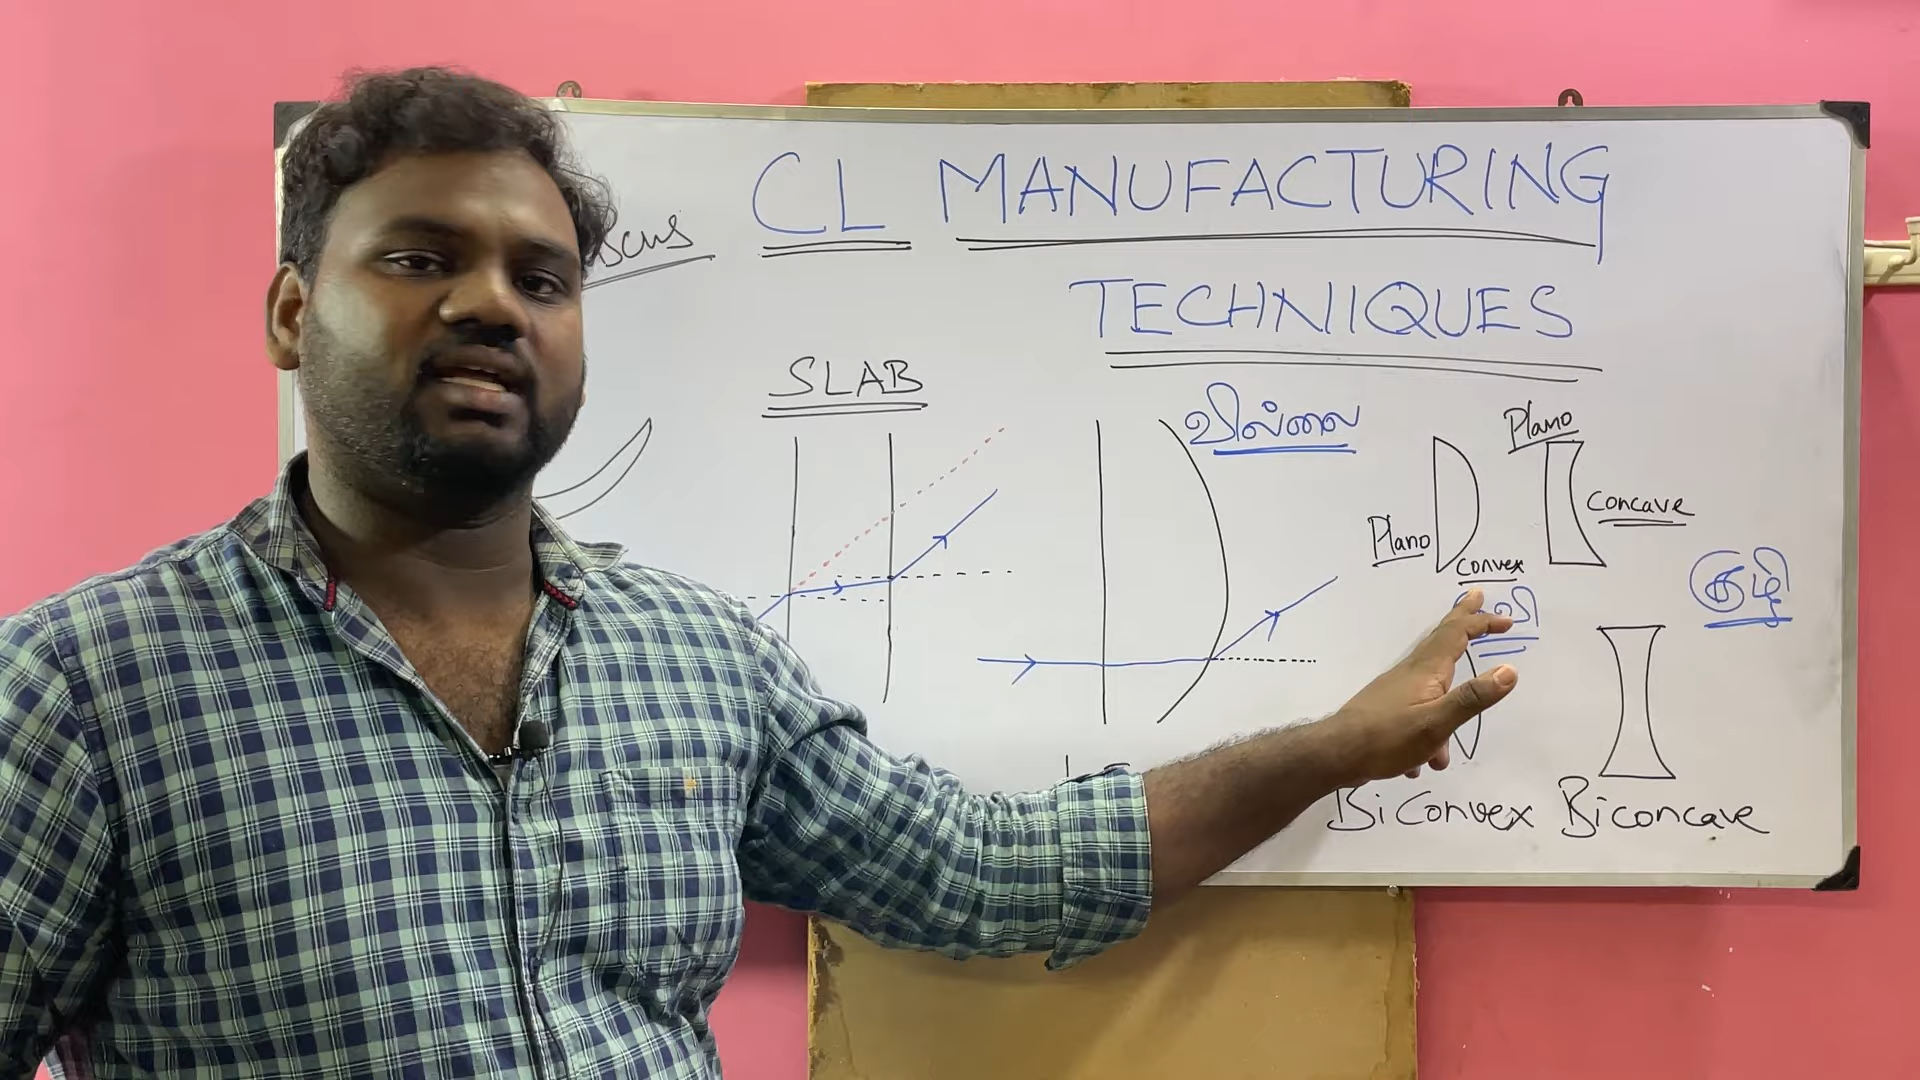 CL MANUFACTURING
TECHNIQUES
SLAB
வில்லை
Plano
Concave
Plano
Convex
குழி
BiConvex Biconcave